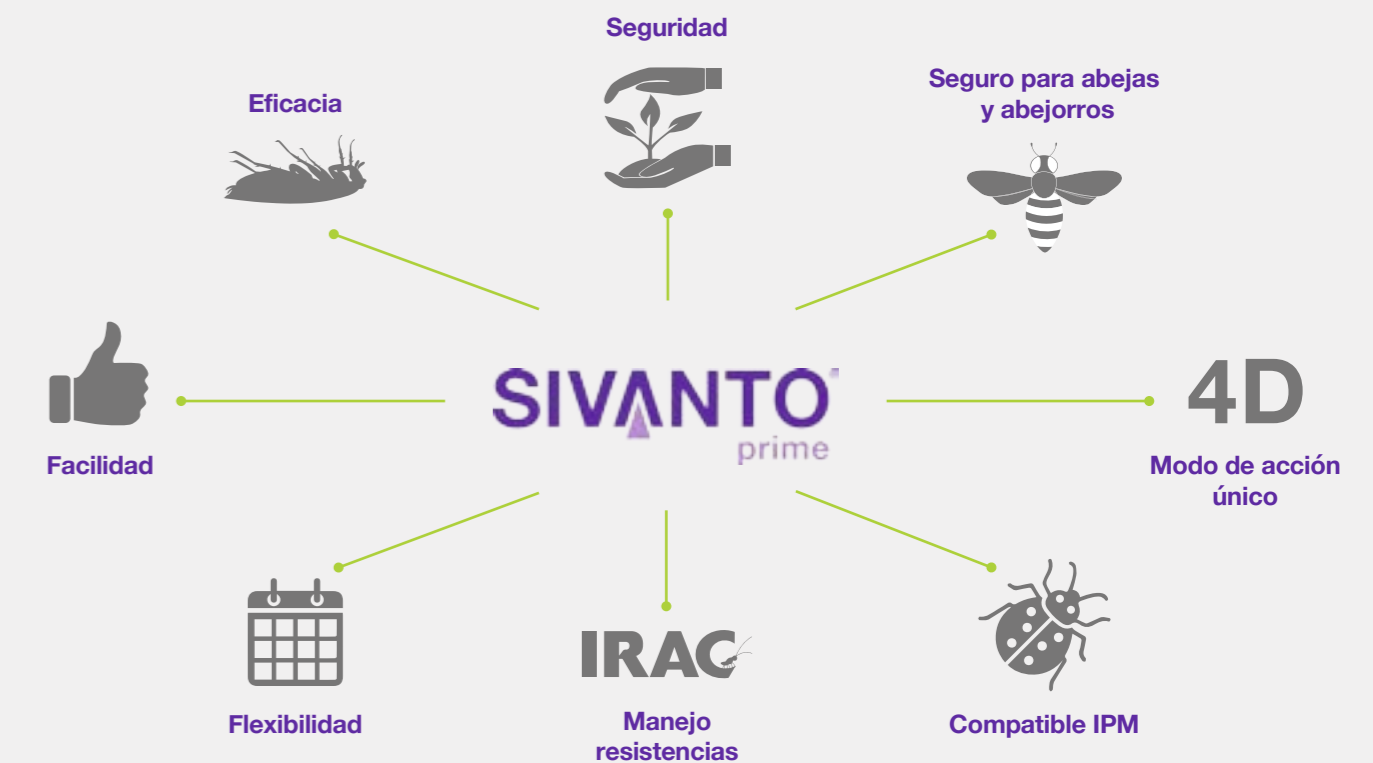 Seguridad
Eficacia
Seguro para abejas
y abejorros
SIVANTO
prime
4D
Facilidad
Modo de acción
único
IRAC
Flexibilidad
Manejo
resistencias
Compatible IPM